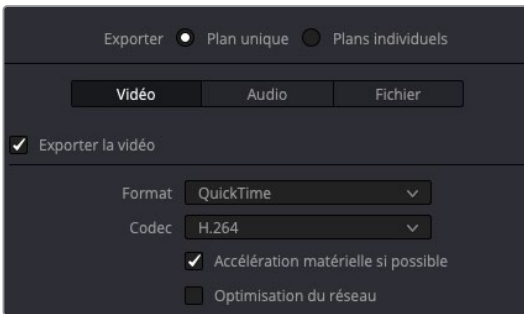 Exporter Plan unique Plans individuels
Vidéo Audio Fichier
Exporter la vidéo
Format QuickTime
Codec H.264
Accélération matérielle si possible
Optimisation du réseau